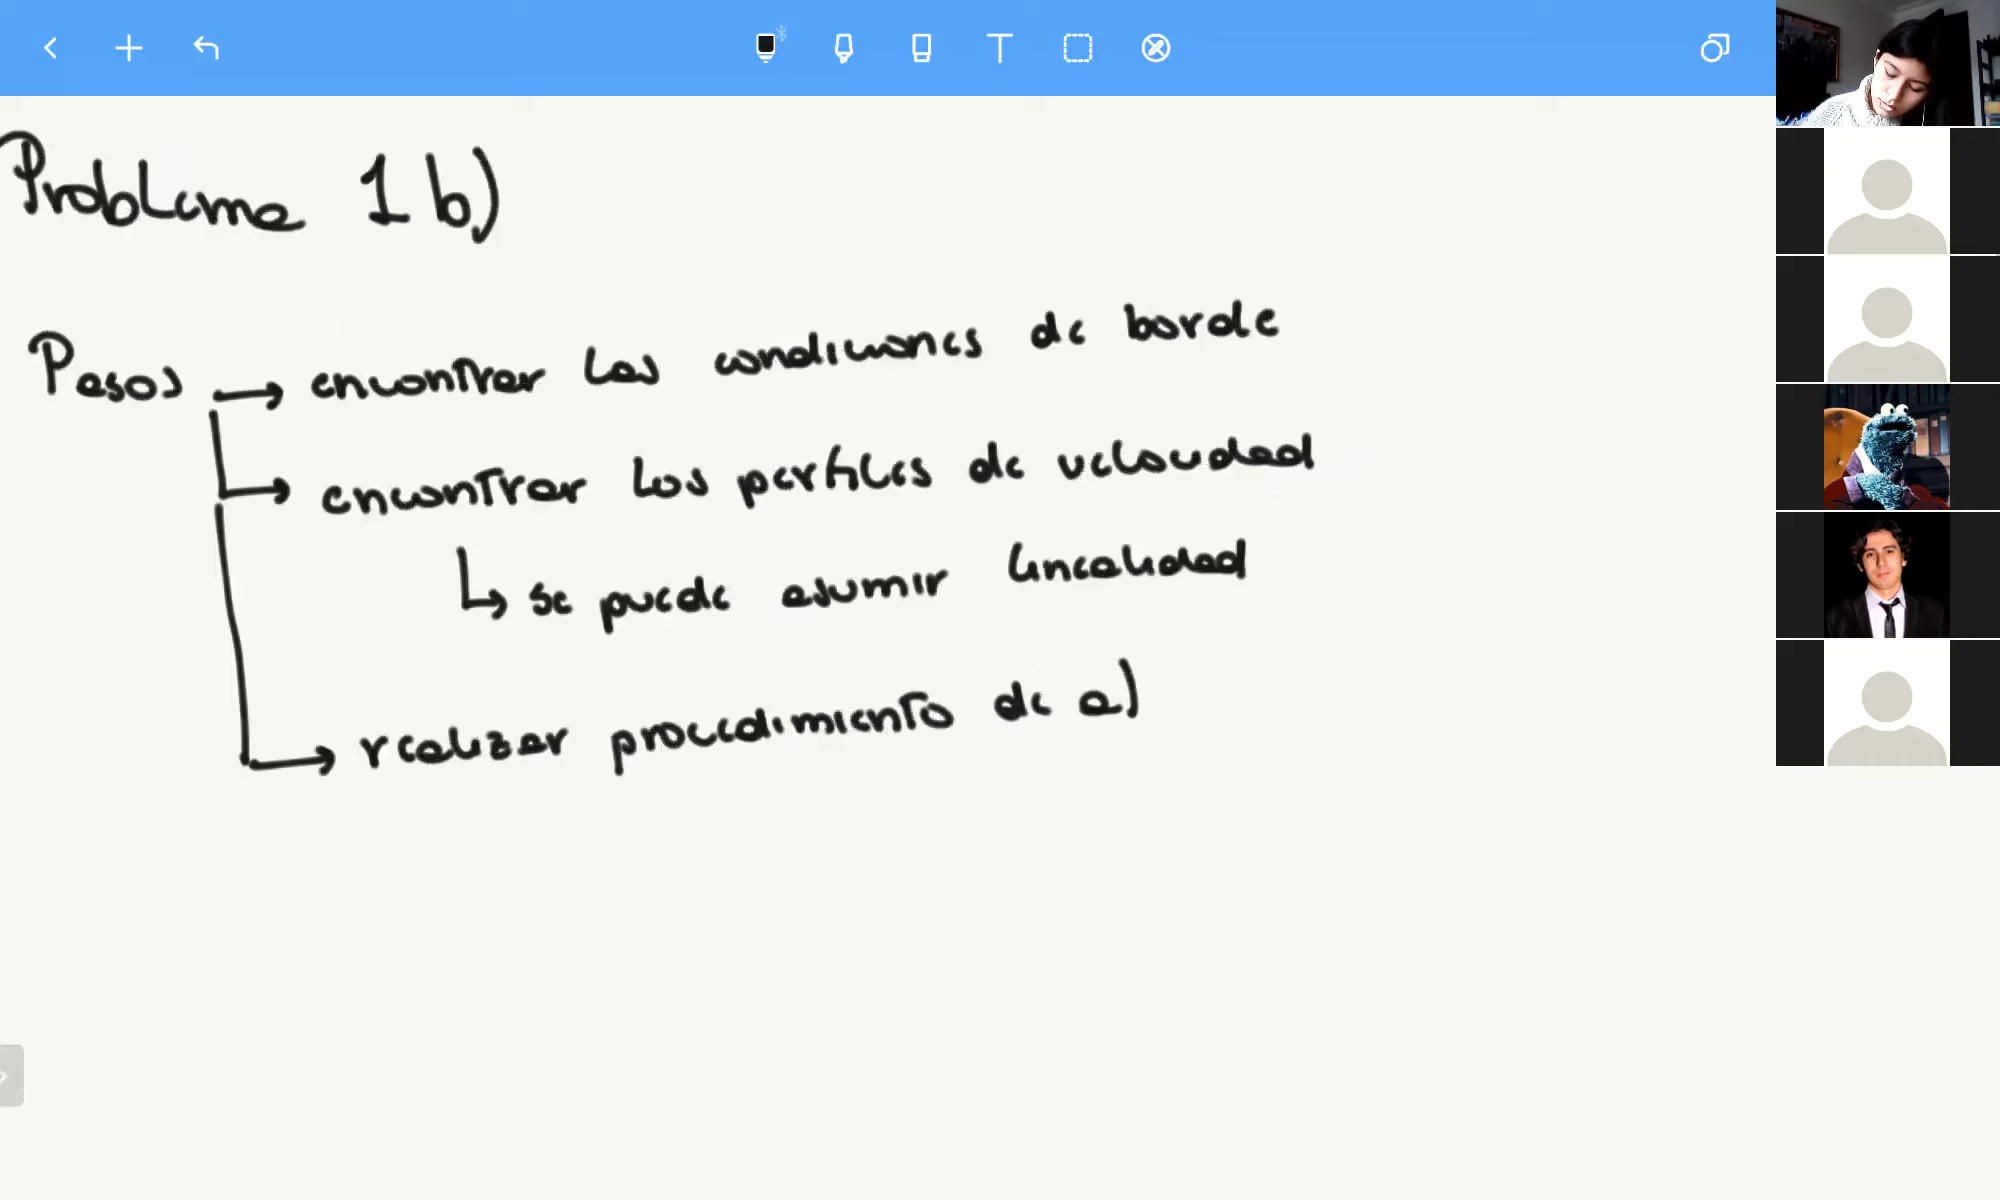 Problema 1 b)
Pasos → encontrar las condiciones de borde
→ encontrar los perfiles de velocidad
↳ se puede asumir linealidad
→ realizar procedimiento de a)